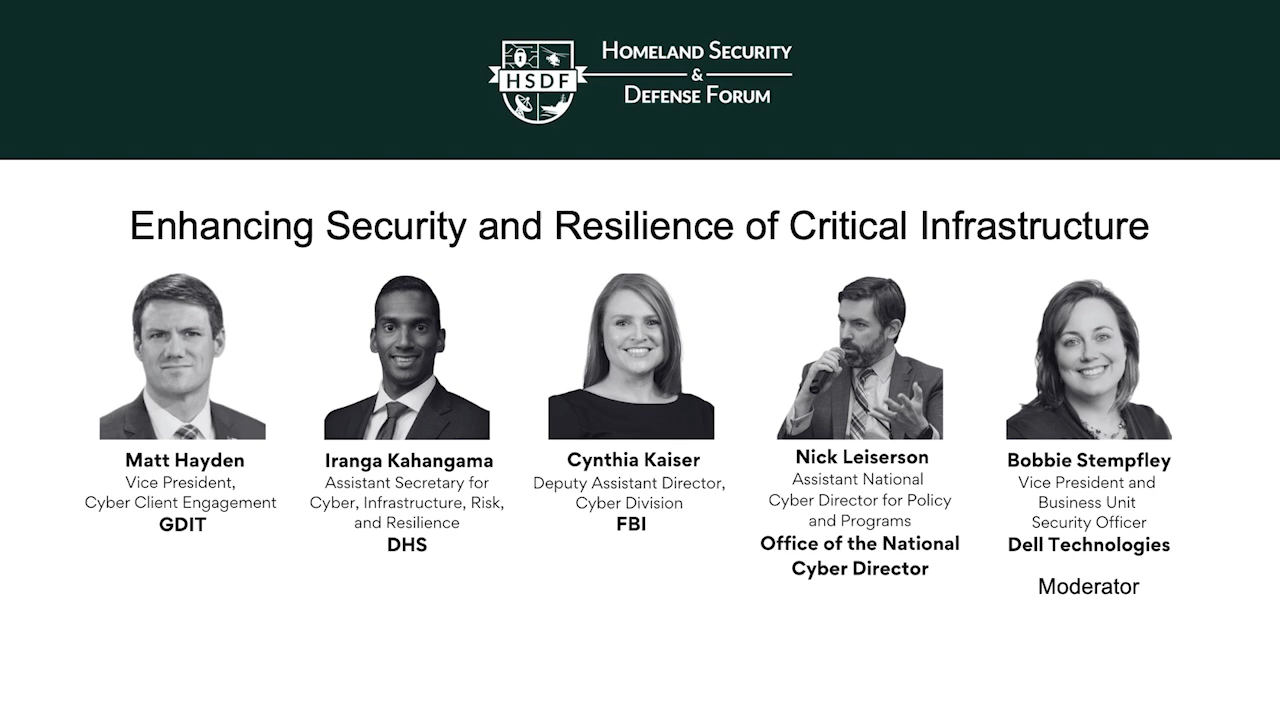 HSDF
HOMELAND SECURITY
&
DEFENSE FORUM
Enhancing Security and Resilience of Critical Infrastructure
Matt Hayden
Vice President,
Cyber Client Engagement
GDIT
Iranga Kahangama
Assistant Secretary for
Cyber, Infrastructure, Risk,
and Resilience
DHS
Cynthia Kaiser
Deputy Assistant Director,
Cyber Division
FBI
Nick Leiserson
Assistant National
Cyber Director for Policy
and Programs
Office of the National
Cyber Director
Bobbie Stempfley
Vice President and
Business Unit
Security Officer
Dell Technologies
Moderator